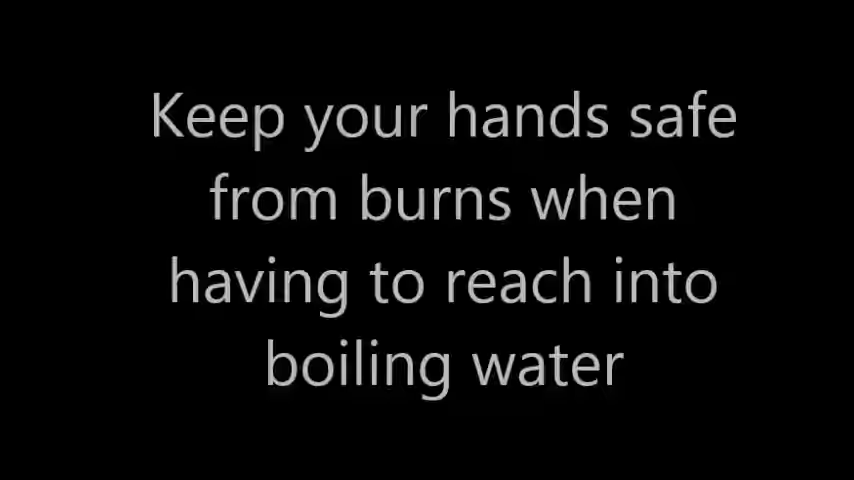 Keep your hands safe
from burns when
having to reach into
boiling water